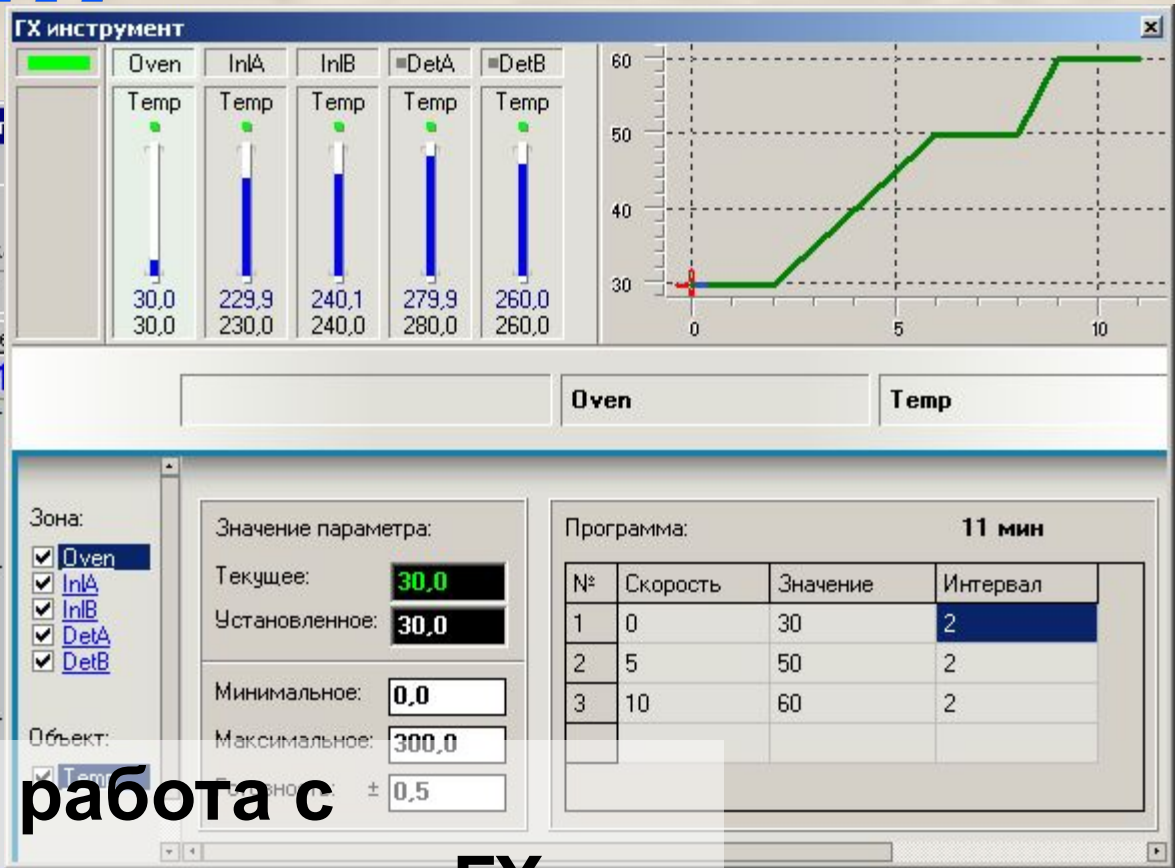 ГХ инструмент
Oven InlA InlB DetA DetB
Temp Temp Temp Temp Temp
30,0 229,9 240,1 279,9 260,0
30,0 230,0 240,0 280,0 260,0
60
50
40
30
0 5 10
Oven Temp
Зона:
Oven
InlA
InlB
DetA
DetB
Объект:
Temp
Значение параметра:
Текущее: 30,0
Установленное: 30,0
Минимальное: 0,0
Максимальное: 300,0
± 0,5
Программа: 11 мин
№ Скорость Значение Интервал
1 0 30 2
2 5 50 2
3 10 60 2
работа с
ГХ